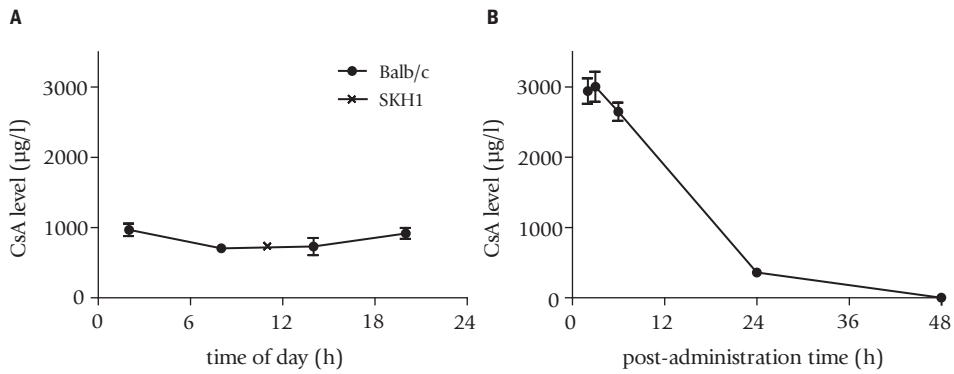 A
B
Balb/c
SKH1
CsA level (µg/l)
3000
2000
1000
0
0 6 12 18 24
time of day (h)
CsA level (µg/l)
3000
2000
1000
0
0 12 24 36 48
post-administration time (h)